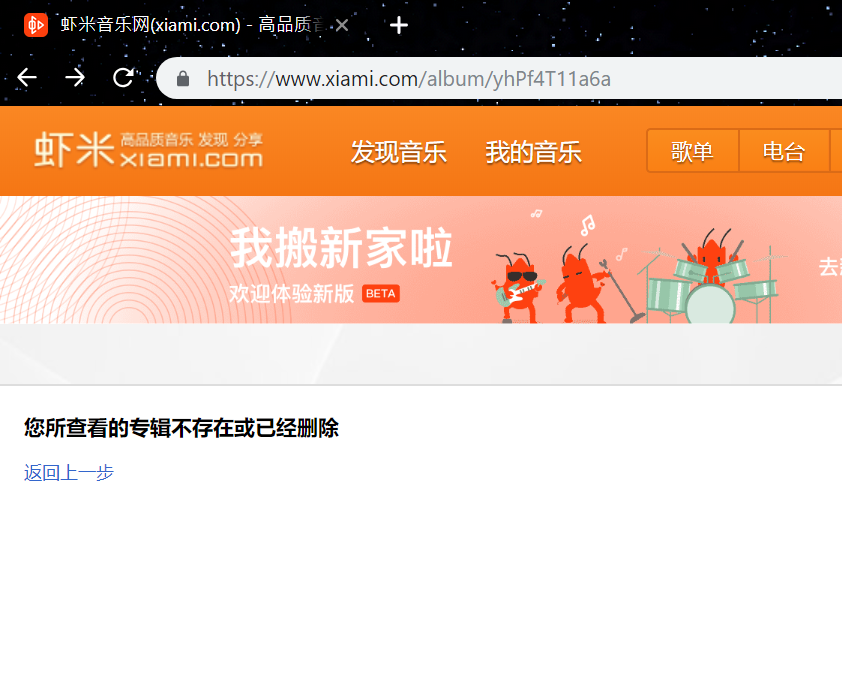 虾米音乐网(xiami.com) - 高品质
https://www.xiami.com/album/yhPf4T11a6a
虾米 高品质音乐 发现 分享
xiami.com
发现音乐 我的音乐 歌单 电台
我搬新家啦
欢迎体验新版 BETA
去
您所查看的专辑不存在或已经删除
返回上一步